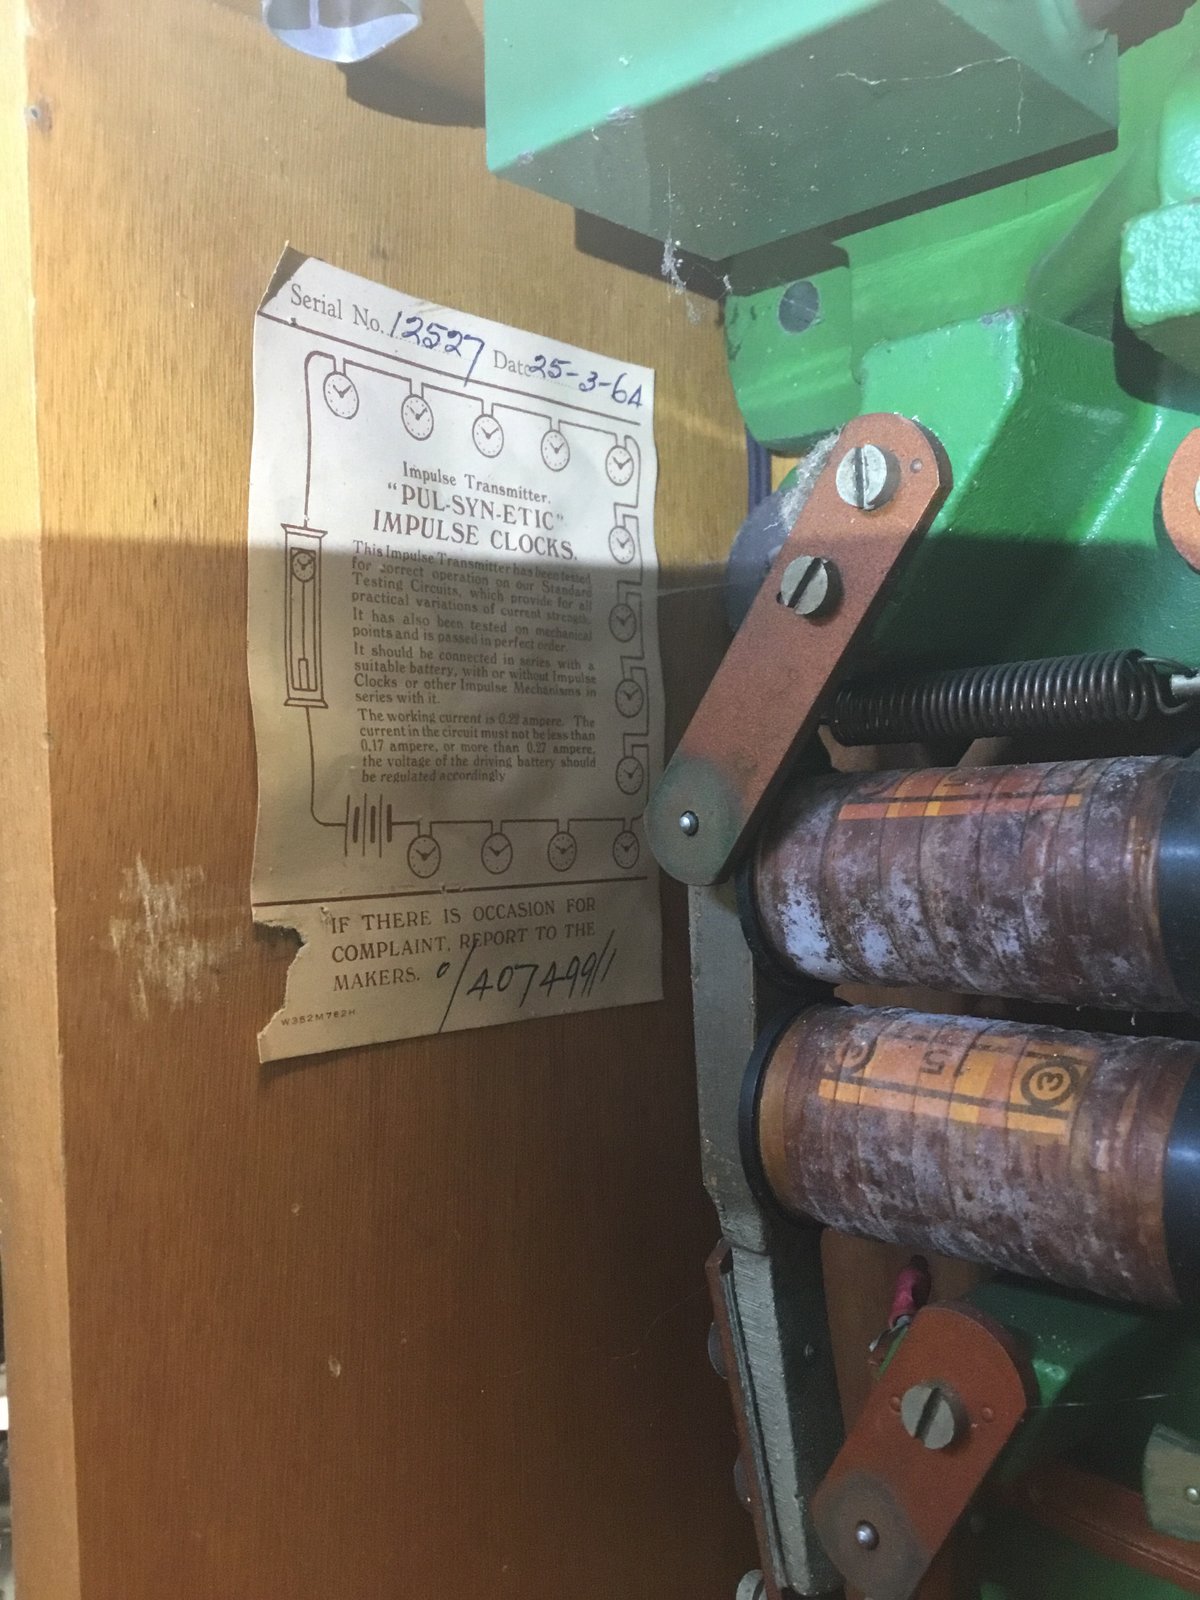 Serial No. 12527 Date 25-3-64
Impulse Transmitter.
"PUL-SYN-ETIC"
IMPULSE CLOCKS.
This Impulse Transmitter has been tested
for correct operation on our Standard
Testing Circuits, which provide for all
practical variations of current strength.
It has also been tested on mechanical
points and is passed in perfect order.
It should be connected in series with a
suitable battery, with or without Impulse
Clocks or other Impulse Mechanisms in
series with it.
The working current is 0.22 ampere. The
current in the circuit must not be less than
0.17 ampere, or more than 0.27 ampere,
the voltage of the driving battery should
be regulated accordingly
IF THERE IS OCCASION FOR
COMPLAINT, REPORT TO THE
MAKERS. 0/407499/1
W352M762H
15
3